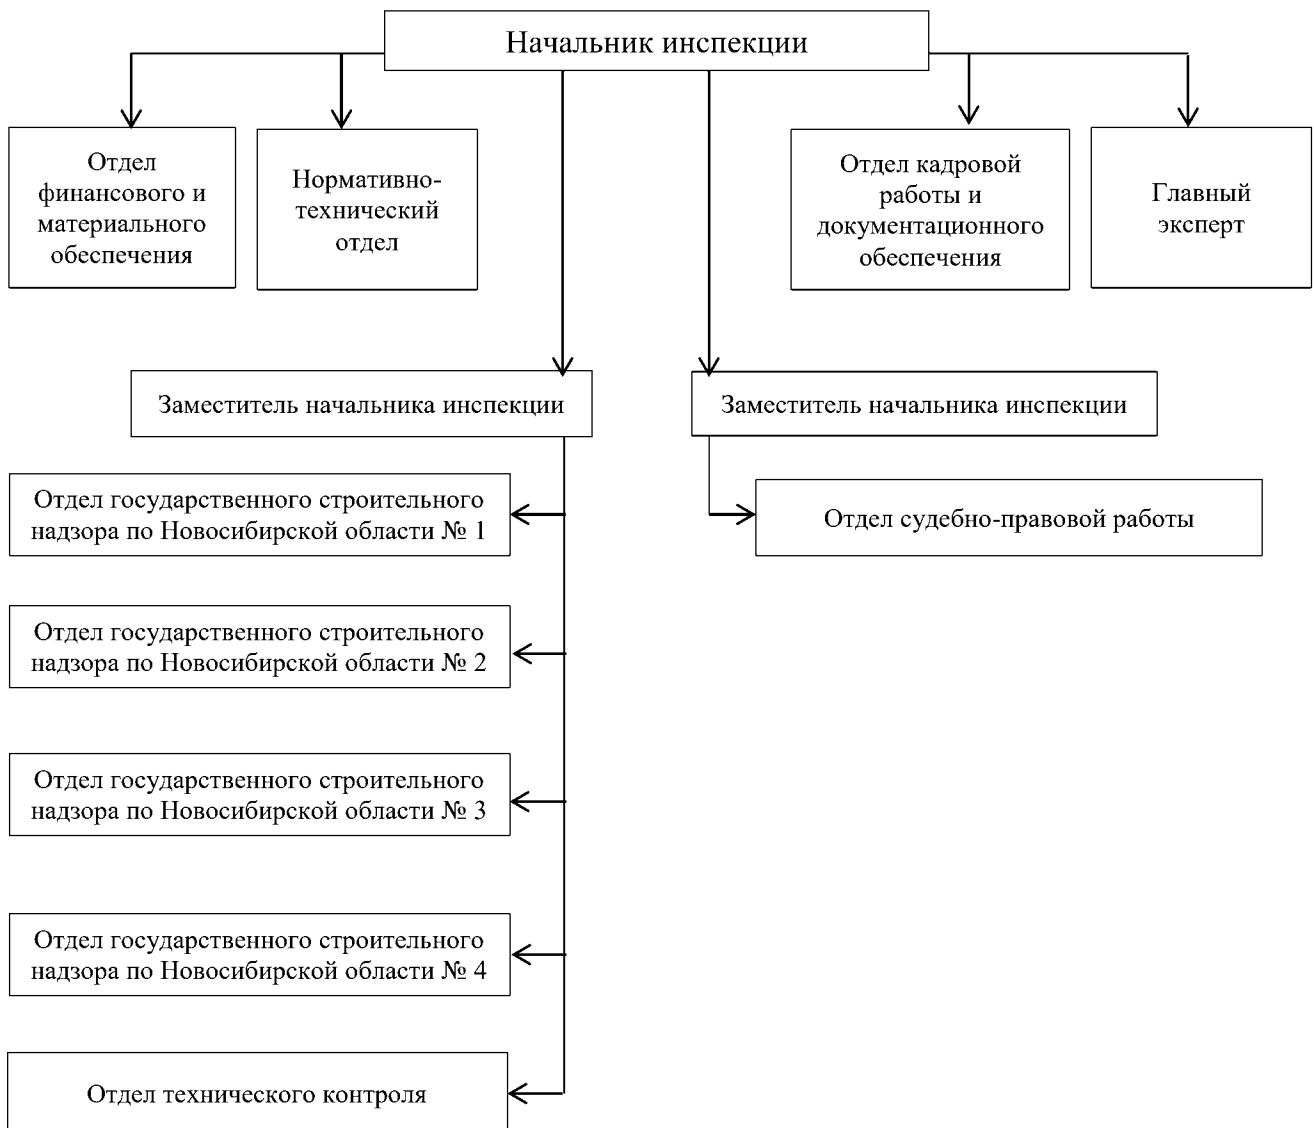 Начальник инспекции
Отдел
финансового и
материального
обеспечения
Нормативно-
технический
отдел
Отдел кадровой
работы и
документационного
обеспечения
Главный
эксперт
Заместитель начальника инспекции
Заместитель начальника инспекции
Отдел государственного строительного
надзора по Новосибирской области № 1
Отдел судебно-правовой работы
Отдел государственного строительного
надзора по Новосибирской области № 2
Отдел государственного строительного
надзора по Новосибирской области № 3
Отдел государственного строительного
надзора по Новосибирской области № 4
Отдел технического контроля